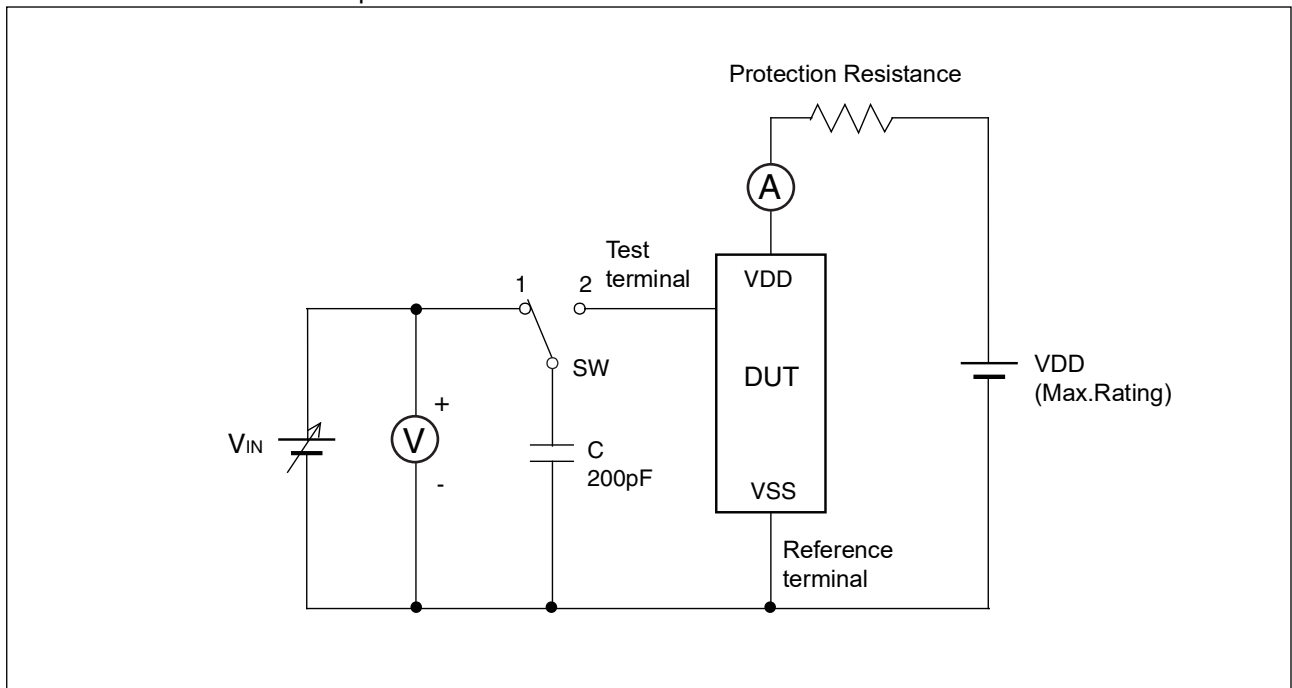 Protection Resistance
A
Test
terminal
1
2
VDD
SW
DUT
VDD
(Max.Rating)
VIN
+
V
-
C
200pF
VSS
Reference
terminal